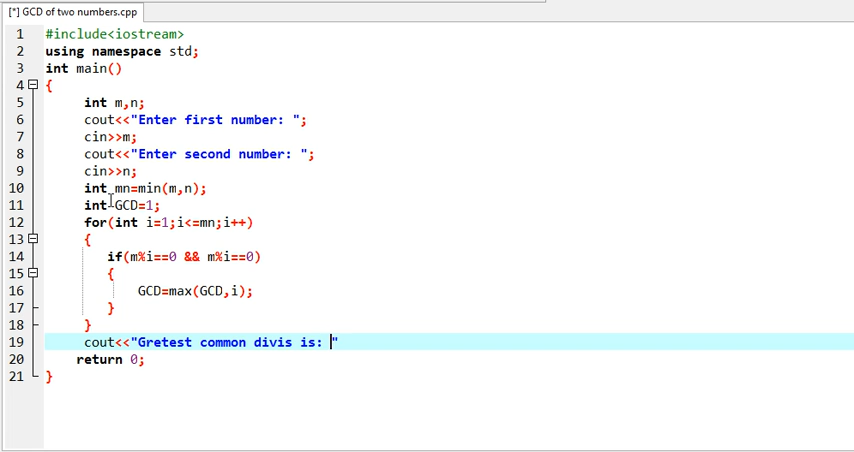 [*] GCD of two numbers.cpp
1 #include<iostream>
2 using namespace std;
3 int main()
4 {
5 int m,n;
6 cout<<"Enter first number: ";
7 cin>>m;
8 cout<<"Enter second number: ";
9 cin>>n;
10 int mn=min(m,n);
11 int GCD=1;
12 for(int i=1;i<=mn;i++)
13 {
14 if(m%i==0 && m%i==0)
15 {
16 GCD=max(GCD,i);
17 }
18 }
19 cout<<"Gretest common divis is: "
20 return 0;
21 }